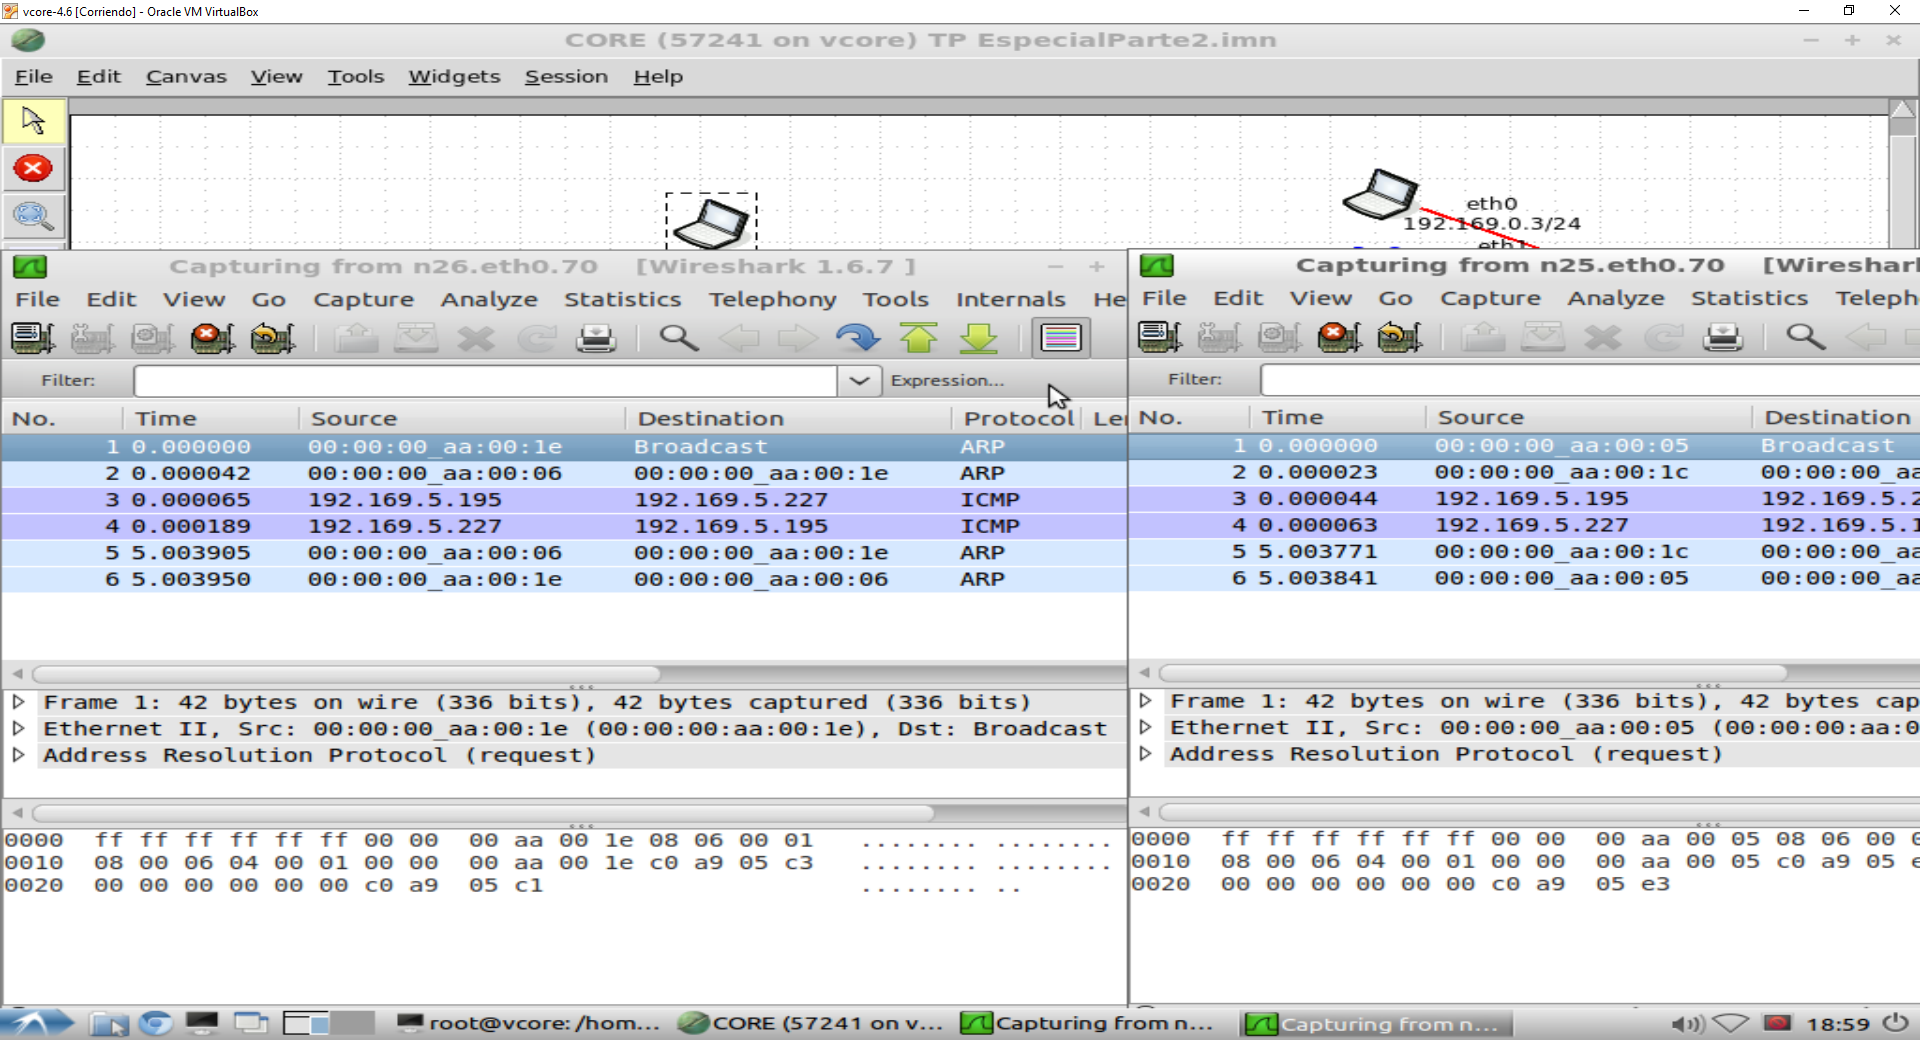 vcore-4.6 [Corriendo] - Oracle VM VirtualBox
CORE (57241 on vcore) TP EspecialParte2.imn
File Edit Canvas View Tools Widgets Session Help
eth0
192.169.0.3/24
eth1
Capturing from n26.eth0.70 [Wireshark 1.6.7 ]
File Edit View Go Capture Analyze Statistics Telephony Tools Internals He
Filter: Expression...
No. Time Source Destination Protocol Le
1 0.000000 00:00:00_aa:00:1e Broadcast ARP
2 0.000042 00:00:00_aa:00:06 00:00:00_aa:00:1e ARP
3 0.000065 192.169.5.195 192.169.5.227 ICMP
4 0.000189 192.169.5.227 192.169.5.195 ICMP
5 5.003905 00:00:00_aa:00:06 00:00:00_aa:00:1e ARP
6 5.003950 00:00:00_aa:00:1e 00:00:00_aa:00:06 ARP
Frame 1: 42 bytes on wire (336 bits), 42 bytes captured (336 bits)
Ethernet II, Src: 00:00:00_aa:00:1e (00:00:00:aa:00:1e), Dst: Broadcast
Address Resolution Protocol (request)
0000 ff ff ff ff ff ff 00 00 00 aa 00 1e 08 06 00 01 ........ ........
0010 08 00 06 04 00 01 00 00 00 aa 00 1e c0 a9 05 c3 ........ ........
0020 00 00 00 00 00 00 c0 a9 05 c1 ........ ..
Capturing from n25.eth0.70 [Wireshark
File Edit View Go Capture Analyze Statistics Teleph
Filter:
No. Time Source Destination
1 0.000000 00:00:00_aa:00:05 Broadcast
2 0.000023 00:00:00_aa:00:1c 00:00:00_aa
3 0.000044 192.169.5.195 192.169.5.2
4 0.000063 192.169.5.227 192.169.5.1
5 5.003771 00:00:00_aa:00:1c 00:00:00_aa
6 5.003841 00:00:00_aa:00:05 00:00:00_aa
Frame 1: 42 bytes on wire (336 bits), 42 bytes cap
Ethernet II, Src: 00:00:00_aa:00:05 (00:00:00:aa:0
Address Resolution Protocol (request)
0000 ff ff ff ff ff ff 00 00 00 aa 00 05 08 06 00 0
0010 08 00 06 04 00 01 00 00 00 aa 00 05 c0 a9 05 e
0020 00 00 00 00 00 00 c0 a9 05 e3
root@vcore: /hom... CORE (57241 on v... Capturing from n... Capturing from n... 18:59